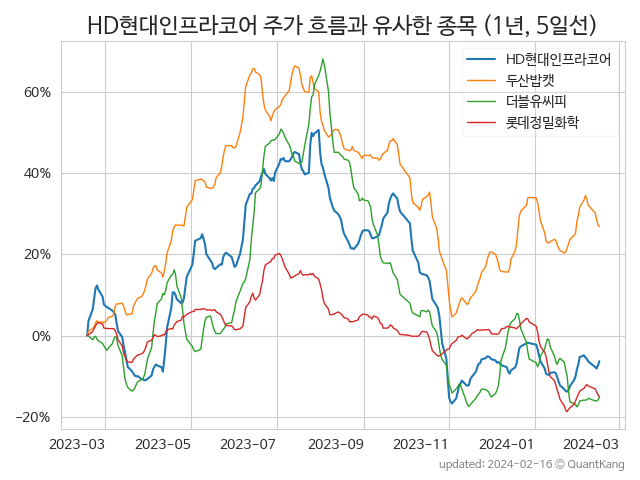 HD현대인프라코어 주가 흐름과 유사한 종목 (1년, 5일선)
HD현대인프라코어
두산밥캣
더블유씨피
롯데정밀화학
60%
40%
20%
0%
−20%
2023-03 2023-05 2023-07 2023-09 2023-11 2024-01 2024-03
updated: 2024-02-16 © QuantKang